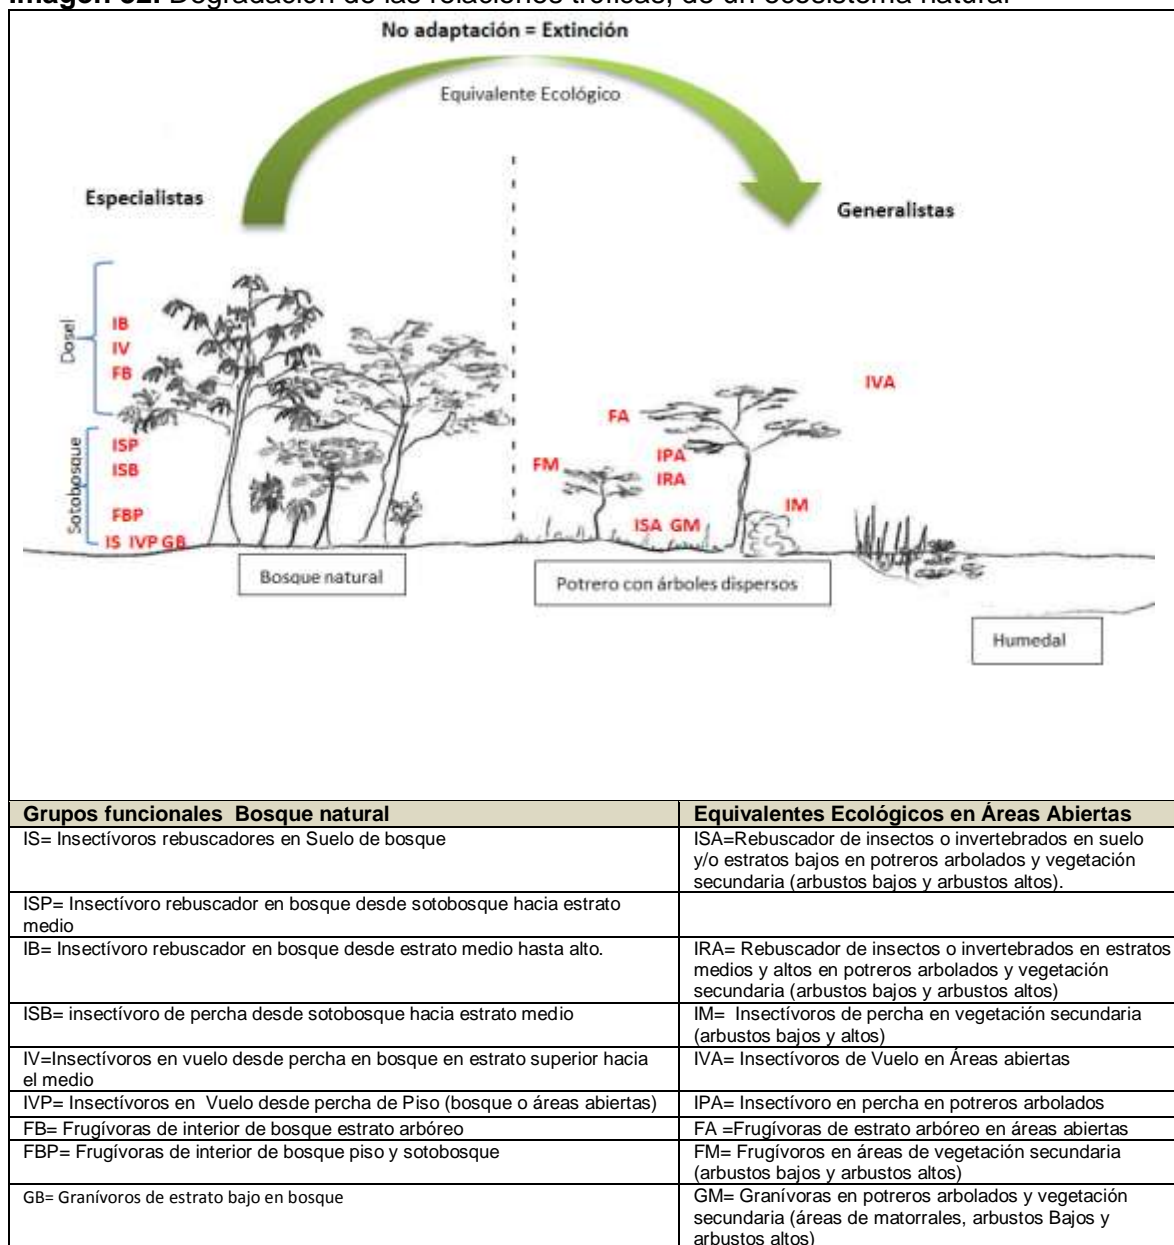 Imagen 32. Degradación de las relaciones tróficas, de un ecosistema natural
No adaptación = Extinción
Equivalente Ecológico
Especialistas
Generalistas
Dosel
IB
IV
FB
Sotobosque
ISP
ISB
FBP
IS IVP GB
IVA
FA
FM
IPA
IRA
IM
ISA GM
Bosque natural
Potrero con árboles dispersos
Humedal
Grupos funcionales Bosque natural
Equivalentes Ecológicos en Áreas Abiertas
IS= Insectívoros rebuscadores en Suelo de bosque
ISA=Rebuscador de insectos o invertebrados en suelo
y/o estratos bajos en potreros arbolados y vegetación
secundaria (arbustos bajos y arbustos altos).
ISP= Insectívoro rebuscador en bosque desde sotobosque hacia estrato
medio
IB= Insectívoro rebuscador en bosque desde estrato medio hasta alto.
IRA= Rebuscador de insectos o invertebrados en estratos
medios y altos en potreros arbolados y vegetación
secundaria (arbustos bajos y arbustos altos)
ISB= insectívoro de percha desde sotobosque hacia estrato medio
IM= Insectívoros de percha en vegetación secundaria
(arbustos bajos y altos)
IV=Insectívoros en vuelo desde percha en bosque en estrato superior hacia
el medio
IVA= Insectívoros de Vuelo en Áreas abiertas
IVP= Insectívoros en Vuelo desde percha de Piso (bosque o áreas abiertas)
IPA= Insectívoro en percha en potreros arbolados
FB= Frugívoras de interior de bosque estrato arbóreo
FA =Frugívoras de estrato arbóreo en áreas abiertas
FBP= Frugívoras de interior de bosque piso y sotobosque
FM= Frugívoros en áreas de vegetación secundaria
(arbustos bajos y arbustos altos)
GB= Granívoros de estrato bajo en bosque
GM= Granívoras en potreros arbolados y vegetación
secundaria (áreas de matorrales, arbustos Bajos y
arbustos altos)